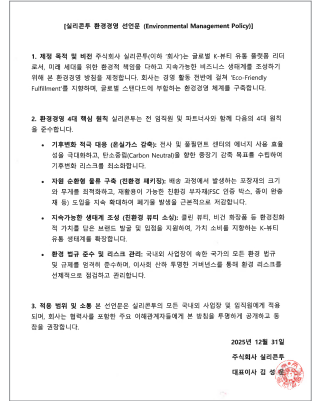 [실리콘투 환경경영 선언문 (Environmental Management Policy)]
1. 제정 목적 및 비전 주식회사 실리콘투(이하 '회사')는 글로벌 K-뷰티 유통 플랫폼 리더
로서, 미래 세대를 위한 환경적 책임을 다하고 지속가능한 비즈니스 생태계를 조성하기
위해 본 환경경영 방침을 제정합니다. 회사는 경영 활동 전반에 걸쳐 'Eco-Friendly
Fulfillment'를 지향하며, 글로벌 스탠다드에 부합하는 환경경영 체계를 구축합니다.
2. 환경경영 4대 핵심 원칙 실리콘투는 전 임직원 및 파트너사와 함께 다음의 4대 원칙
을 준수합니다.
• 기후변화 적극 대응 (온실가스 감축): 전사 및 풀필먼트 센터의 에너지 사용 효율
성을 극대화하고, 탄소중립(Carbon Neutral)을 향한 중장기 감축 목표를 수립하여
기후변화 리스크를 최소화합니다.
• 자원 순환형 물류 구축 (친환경 패키징): 배송 과정에서 발생하는 포장재의 크기
와 무게를 최적화하고, 재활용이 가능한 친환경 부자재(FSC 인증 박스, 종이 완충
재 등) 도입을 지속 확대하여 폐기물 발생을 근본적으로 저감합니다.
• 지속가능한 생태계 조성 (친환경 뷰티 소싱): 클린 뷰티, 비건 화장품 등 환경친화
적 가치를 담은 브랜드 발굴 및 입점을 지원하여, 가치 소비를 지향하는 K-뷰티
유통 생태계를 확장합니다.
• 환경 법규 준수 및 리스크 관리: 국내외 사업장이 속한 국가의 모든 환경 법규
및 규제를 엄격히 준수하며, 이사회 산하 투명한 거버넌스를 통해 환경 리스크를
선제적으로 점검하고 관리합니다.
3. 적용 범위 및 소통 본 선언문은 실리콘투의 모든 국내외 사업장 및 임직원에게 적용
되며, 회사는 협력사를 포함한 주요 이해관계자들에게 본 방침을 투명하게 공개하고 동
참을 권장합니다.
2025년 12월 31일
주식회사 실리콘투
대표이사 김 성